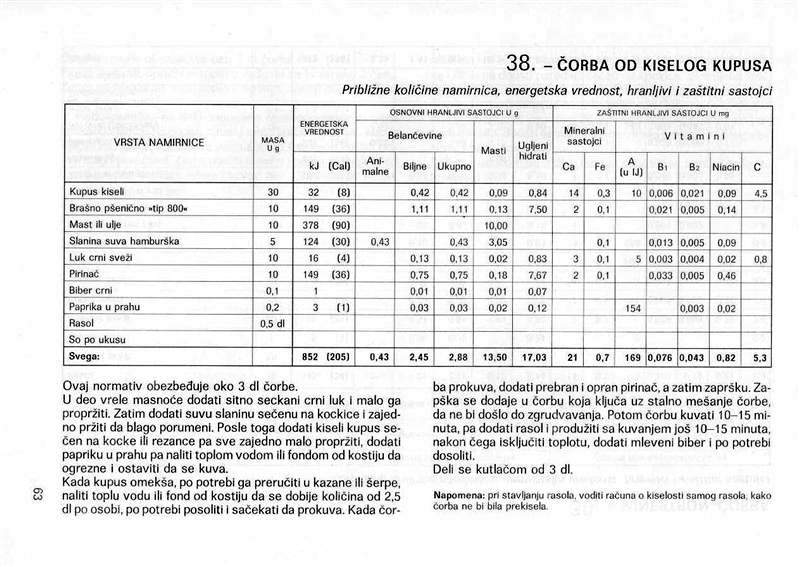 38. – ČORBA OD KISELOG KUPUSA
Približne količine namirnica, energetska vrednost, hranljivi i zaštitni sastojci
VRSTA NAMIRNICE
MASA U g
ENERGETSKA VREDNOST
kJ (Cal)
OSNOVNI HRANLJIVI SASTOJCI U g
Belančevine
Animalne Biljne Ukupno
Masti
Ugljeni hidrati
ZAŠTITNI HRANLJIVI SASTOJCI U mg
Mineralni sastojci
Ca Fe
Vitamini
A (u IJ) B1 B2 Niacin C
Kupus kiseli 30 32 (8) 0,42 0,42 0,09 0,84 14 0,3 10 0,006 0,021 0,09 4,5
Brašno pšenično »tip 800« 10 149 (36) 1,11 1,11 0,13 7,50 2 0,1 0,021 0,005 0,14
Mast ili ulje 10 378 (90) 10,00
Slanina suva hamburška 5 124 (30) 0,43 0,43 3,05 0,1 0,013 0,005 0,09
Luk crni sveži 10 16 (4) 0,13 0,13 0,02 0,83 3 0,1 5 0,003 0,004 0,02 0,8
Pirinač 10 149 (36) 0,75 0,75 0,18 7,67 2 0,1 0,033 0,005 0,46
Biber crni 0,1 1 0,01 0,01 0,01 0,07
Paprika u prahu 0,2 3 (1) 0,03 0,03 0,02 0,12 154 0,003 0,02
Rasol 0,5 dl
So po ukusu
Svega: 852 (205) 0,43 2,45 2,88 13,50 17,03 21 0,7 169 0,076 0,043 0,82 5,3
Ovaj normativ obezbeđuje oko 3 dl čorbe.
U deo vrele masnoće dodati sitno seckani crni luk i malo ga
propržiti. Zatim dodati suvu slaninu sečenu na kockice i zajed-
no pržiti da blago porumeni. Posle toga dodati kiseli kupus se-
čen na kocke ili rezance pa sve zajedno malo propržiti, dodati
papriku u prahu pa naliti toplom vodom ili fondom od kostiju da
ogrezne i ostaviti da se kuva.
Kada kupus omekša, po potrebi ga preručiti u kazane ili šerpe,
naliti toplu vodu ili fond od kostiju da se dobije količina od 2,5
dl po osobi, po potrebi posoliti i sačekati da prokuva. Kada čor-
ba prokuva, dodati prebran i opran pirinač, a zatim zapršku. Za-
pška se dodaje u čorbu koja ključa uz stalno mešanje čorbe,
da ne bi došlo do zgrudvavanja. Potom čorbu kuvati 10–15 mi-
nuta, pa dodati rasol i produžiti sa kuvanjem još 10–15 minuta,
nakon čega isključiti toplotu, dodati mleveni biber i po potrebi
dosoliti.
Deli se kutlačom od 3 dl.
Napomena: pri stavljanju rasola, voditi računa o kiselosti samog rasola, kako
čorba ne bi bila prekisela.
63